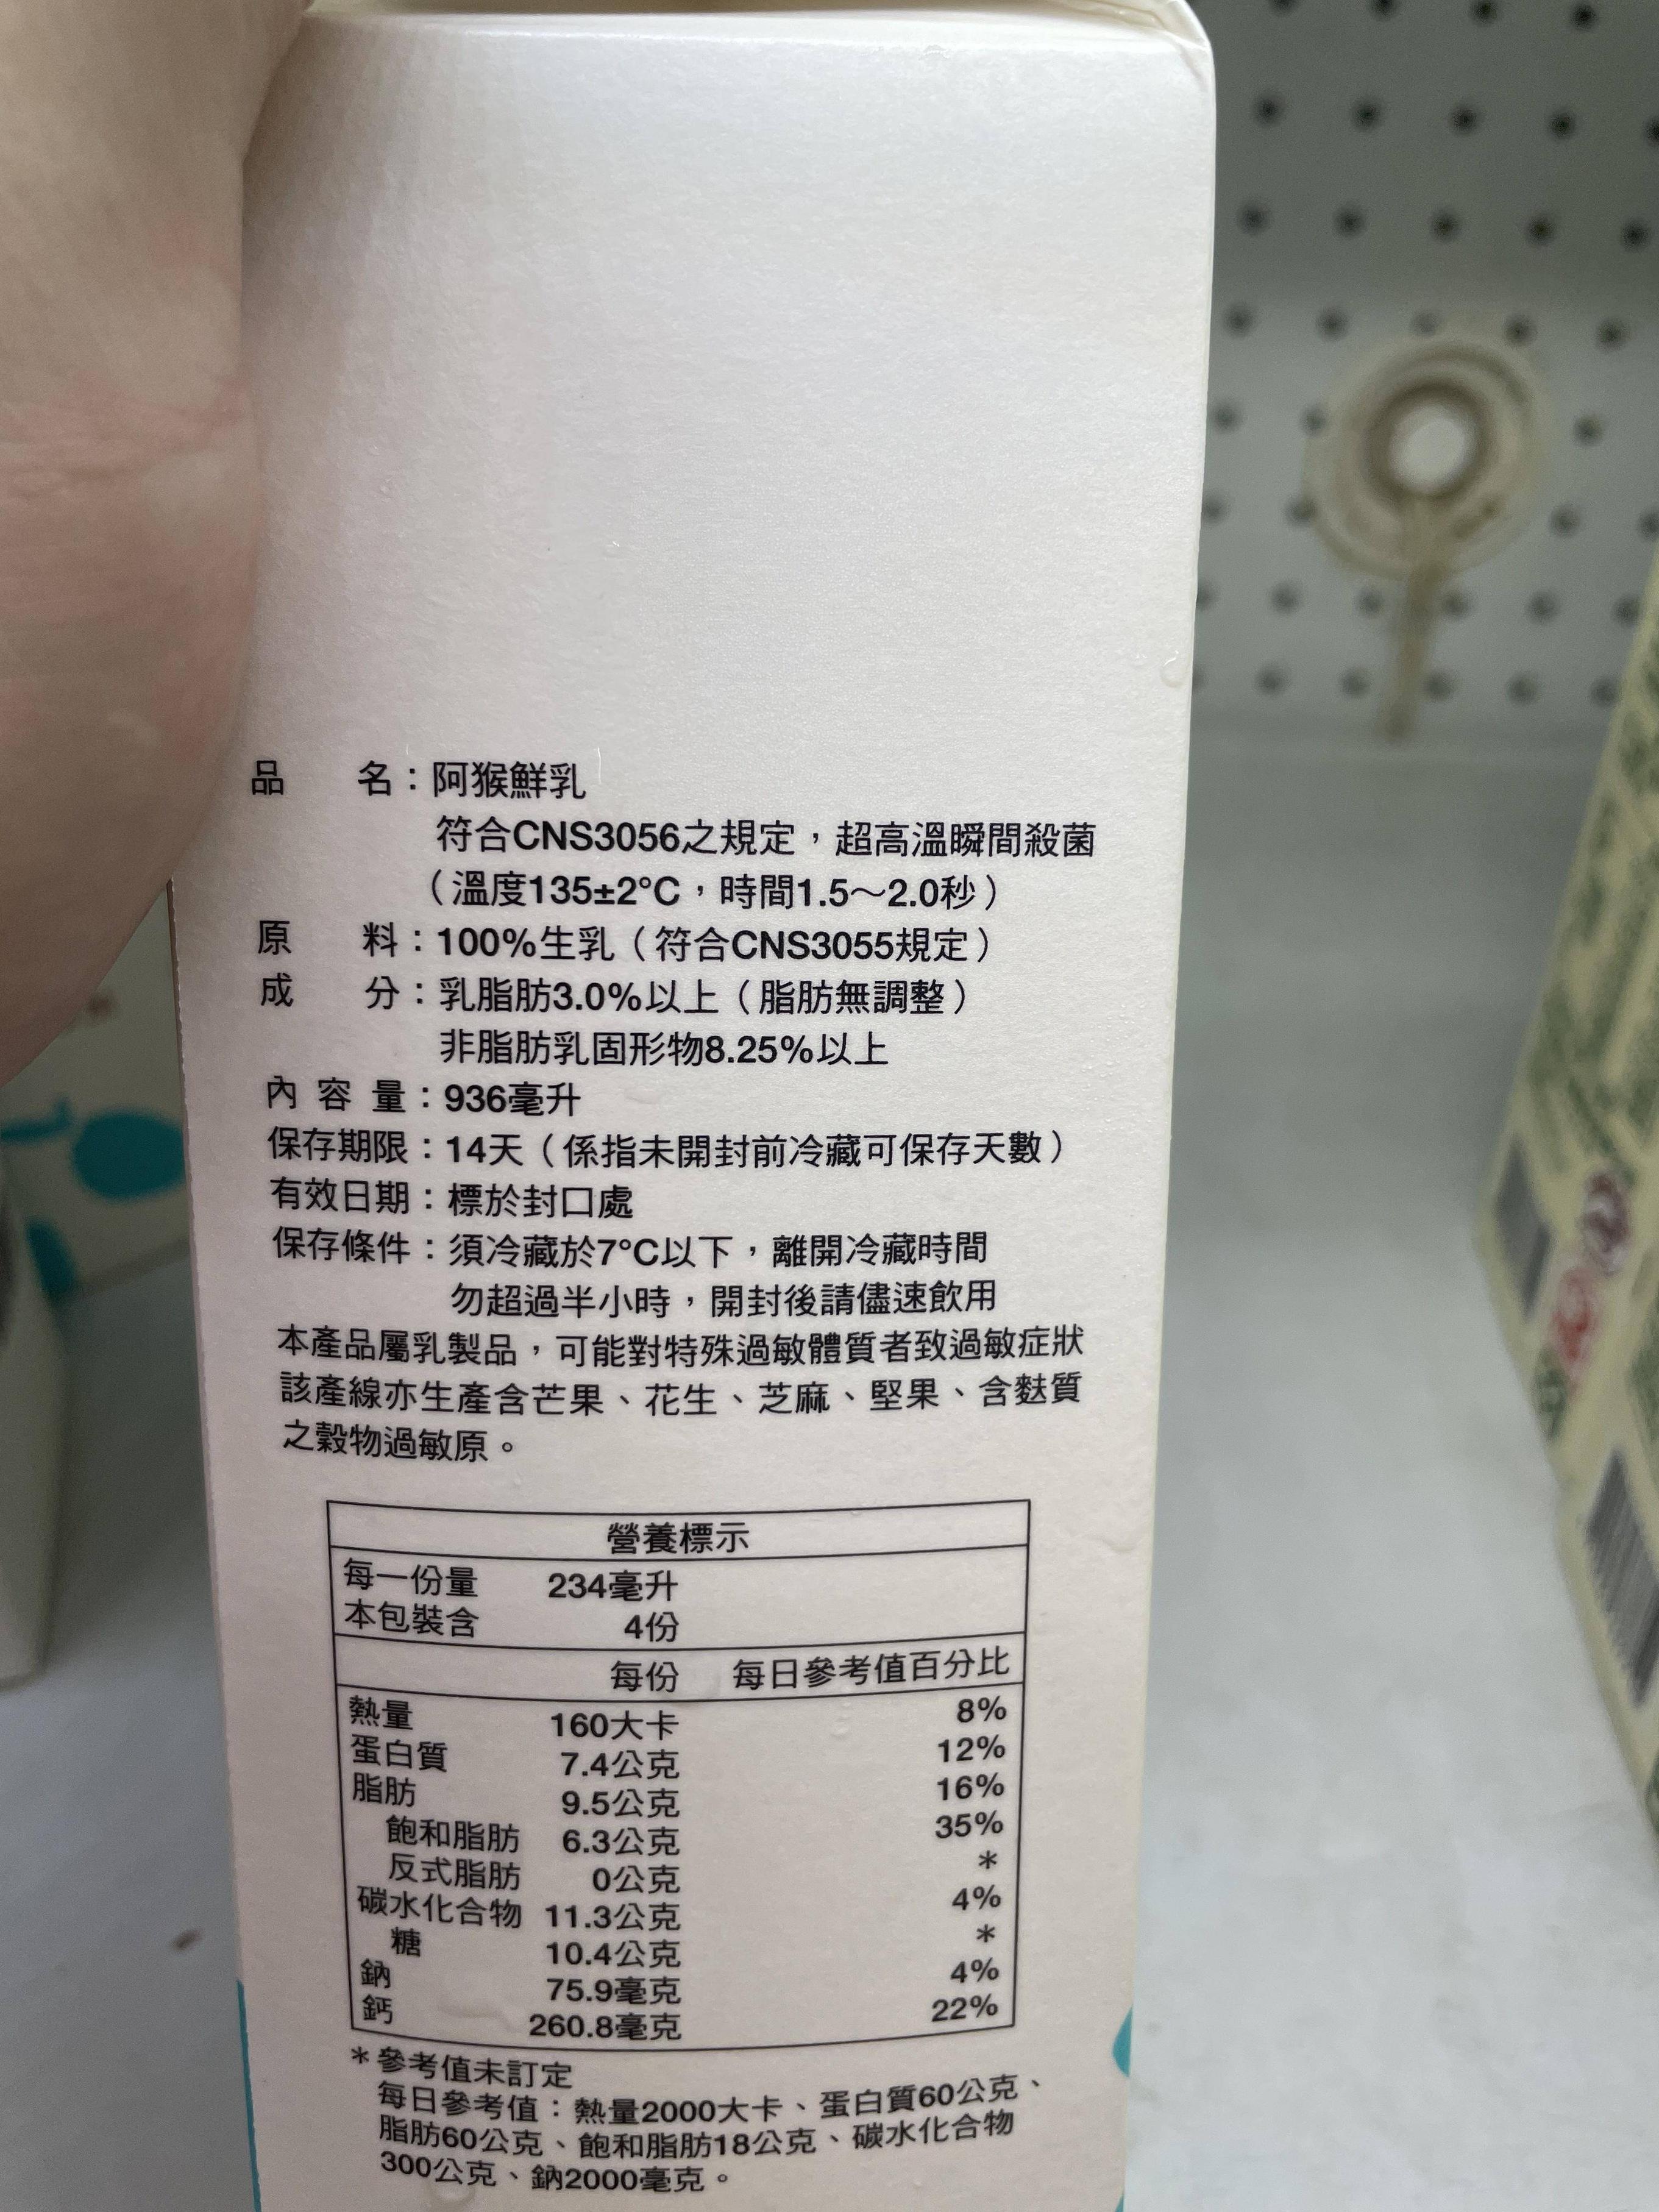 品　　名：阿猴鮮乳
符合CNS3056之規定，超高溫瞬間殺菌
（溫度135±2°C，時間1.5～2.0秒）
原　　料：100%生乳（符合CNS3055規定）
成　　分：乳脂肪3.0%以上（脂肪無調整）
非脂肪乳固形物8.25%以上
內 容 量：936毫升
保存期限：14天（係指未開封前冷藏可保存天數）
有效日期：標於封口處
保存條件：須冷藏於7°C以下，離開冷藏時間
勿超過半小時，開封後請儘速飲用
本產品屬乳製品，可能對特殊過敏體質者致過敏症狀
該產線亦生產含芒果、花生、芝麻、堅果、含麩質
之穀物過敏原。
營養標示
每一份量 234毫升
本包裝含 4份
每份 每日參考值百分比
熱量 160大卡 8%
蛋白質 7.4公克 12%
脂肪 9.5公克 16%
飽和脂肪 6.3公克 35%
反式脂肪 0公克 *
碳水化合物 11.3公克 4%
糖 10.4公克 *
鈉 75.9毫克 4%
鈣 260.8毫克 22%
*參考值未訂定
每日參考值：熱量2000大卡、蛋白質60公克、
脂肪60公克、飽和脂肪18公克、碳水化合物
300公克、鈉2000毫克。